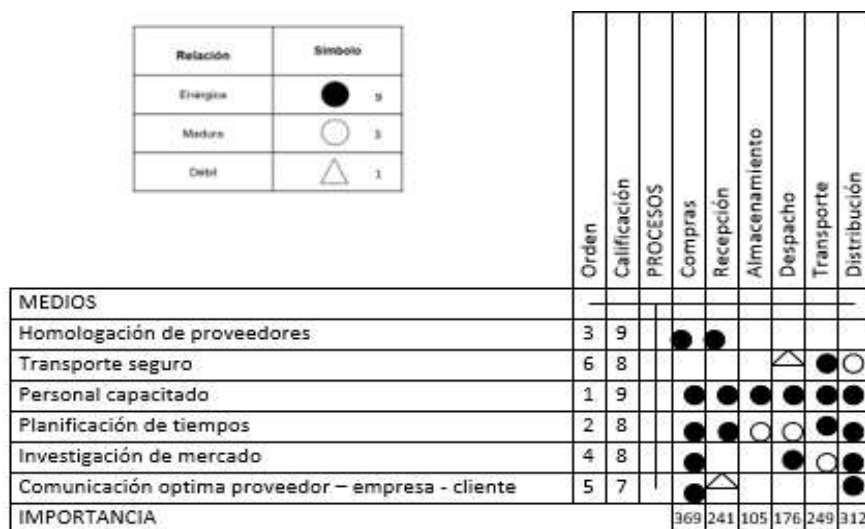 Relación Símbolo
Enérgica 9
Madura 3
Débil 1
Orden
Calificación
PROCESOS
Compras
Recepción
Almacenamiento
Despacho
Transporte
Distribución
MEDIOS
Homologación de proveedores 3 9
Transporte seguro 6 8
Personal capacitado 1 9
Planificación de tiempos 2 8
Investigación de mercado 4 8
Comunicación optima proveedor – empresa - cliente 5 7
IMPORTANCIA 369 241 105 176 249 312